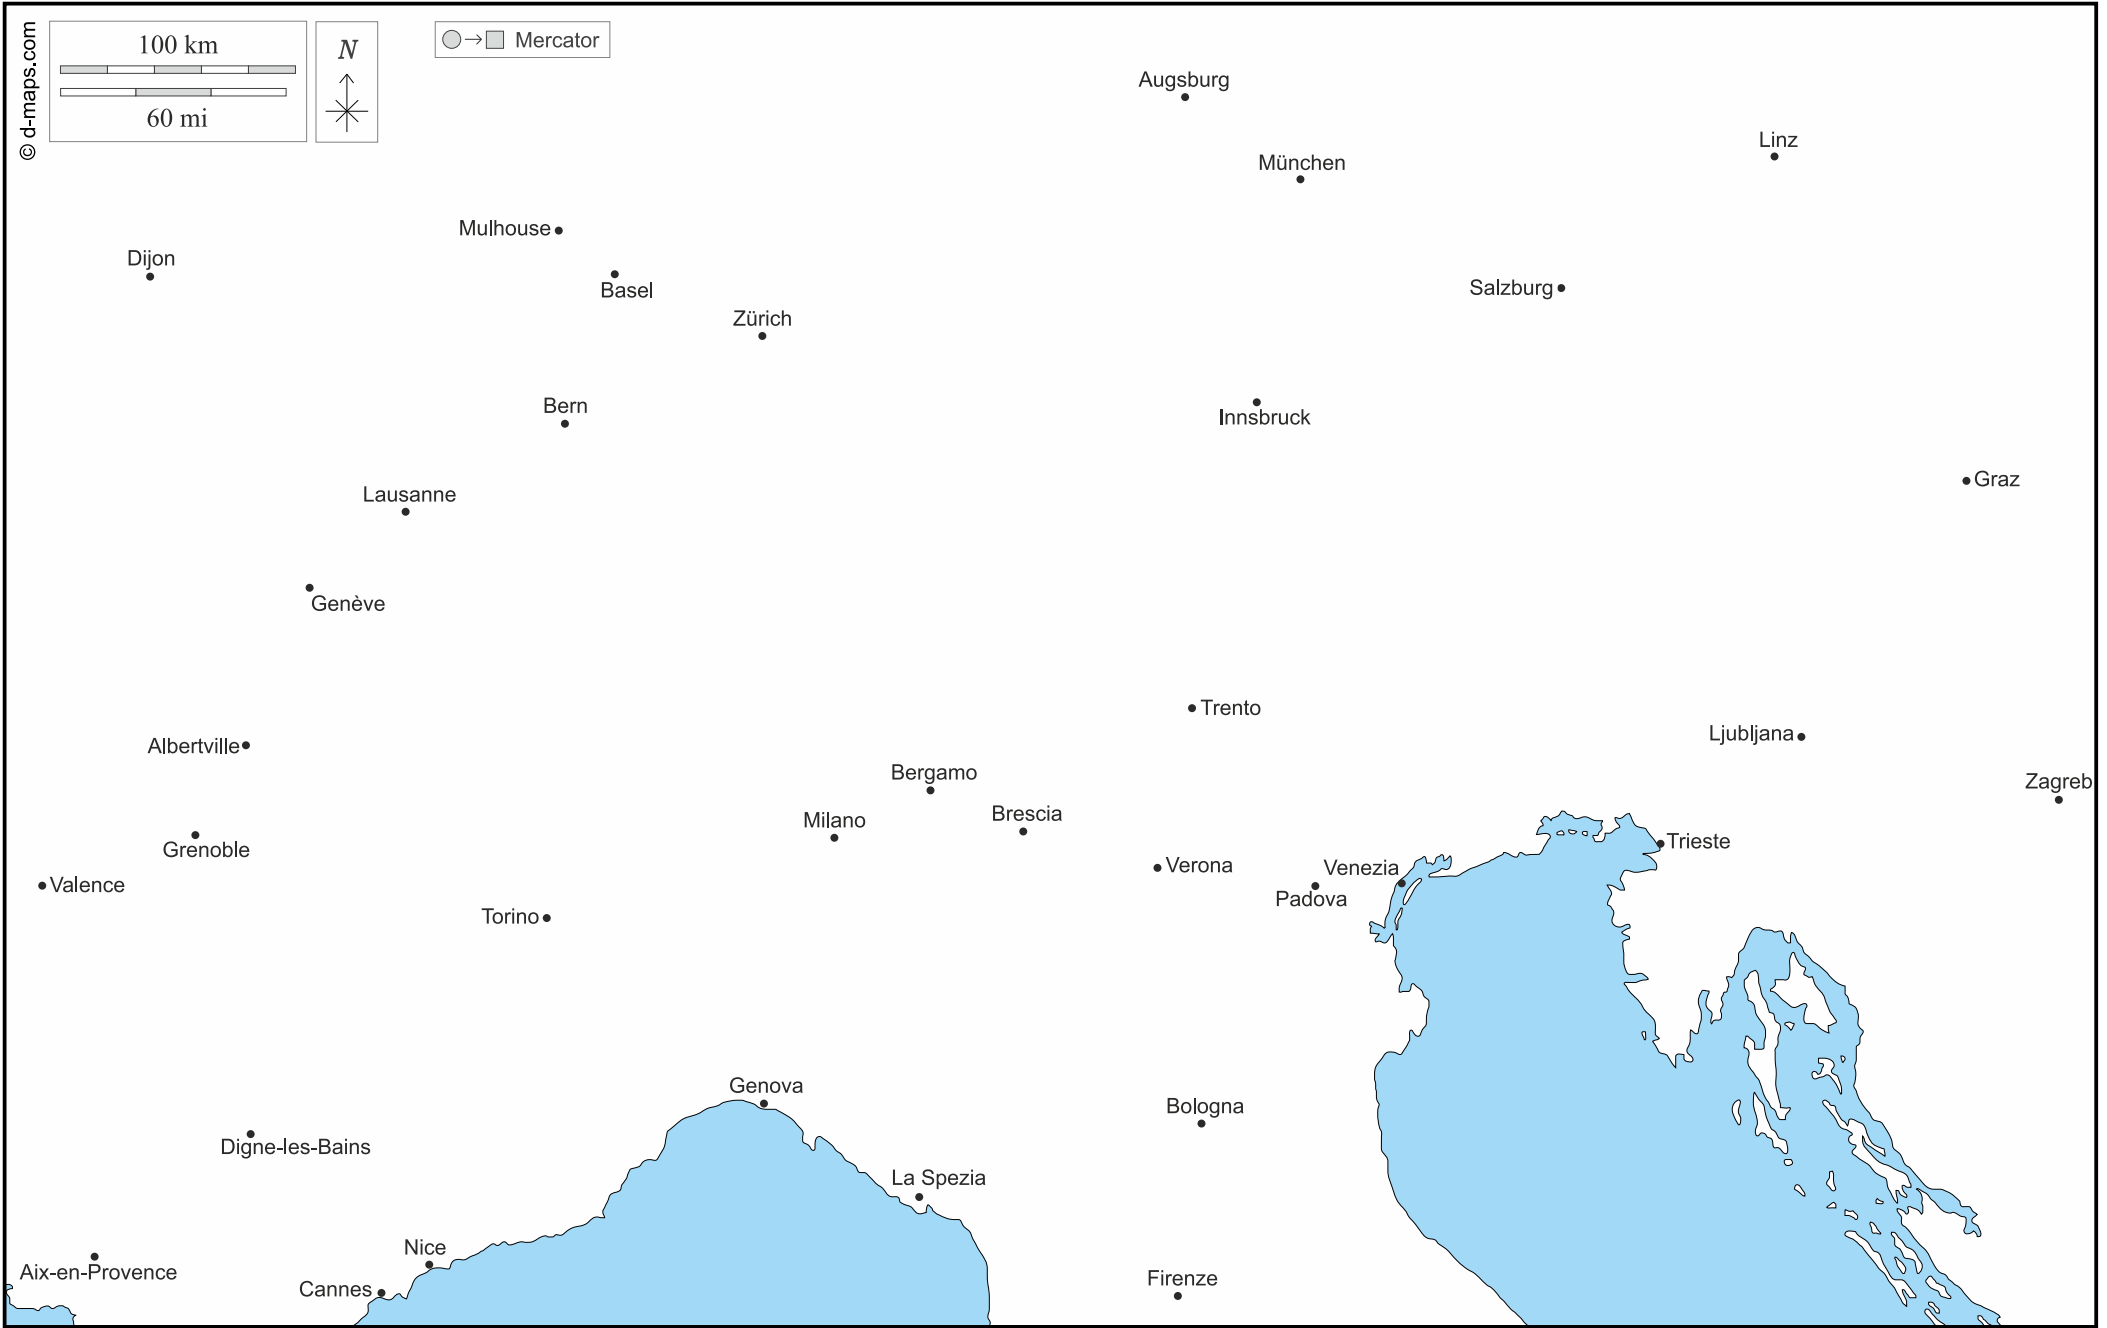 © d-maps.com
100 km
60 mi
N
Mercator
Augsburg
Linz
München
Mulhouse
Dijon
Basel
Salzburg
Zürich
Bern
Innsbruck
Graz
Lausanne
Genève
Trento
Ljubljana
Albertville
Bergamo
Zagreb
Brescia
Milano
Trieste
Grenoble
Verona
Venezia
Valence
Padova
Torino
Genova
Bologna
Digne-les-Bains
La Spezia
Nice
Aix-en-Provence
Firenze
Cannes